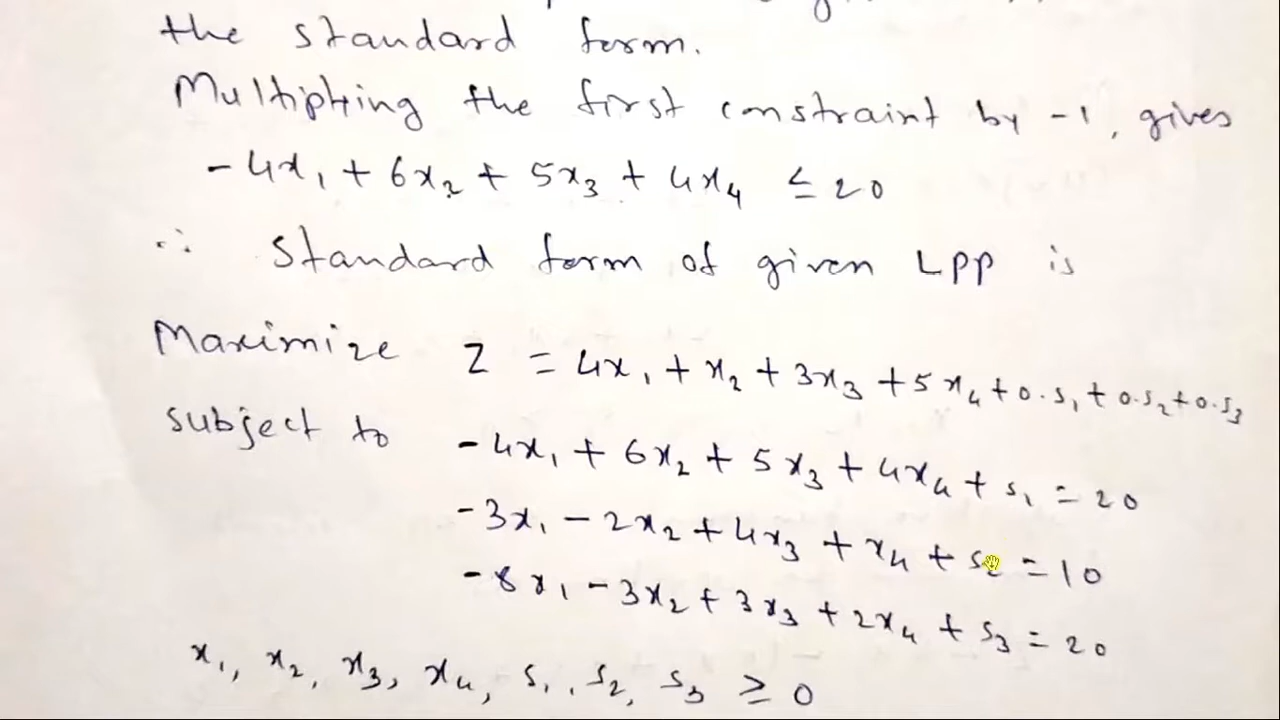 the standard form.
Multipling the first constraint by -1, gives
-4x₁ + 6x₂ + 5x₃ + 4x₄ ≤ 20
∴ Standard form of given LPP is
Maximize Z = 4x₁ + x₂ + 3x₃ + 5x₄ + 0·s₁ + 0·s₂ + 0·s₃
subject to -4x₁ + 6x₂ + 5x₃ + 4x₄ + s₁ = 20
-3x₁ - 2x₂ + 4x₃ + x₄ + s₂ = 10
-8x₁ - 3x₂ + 3x₃ + 2x₄ + s₃ = 20
x₁, x₂, x₃, x₄, s₁, s₂, s₃ ≥ 0